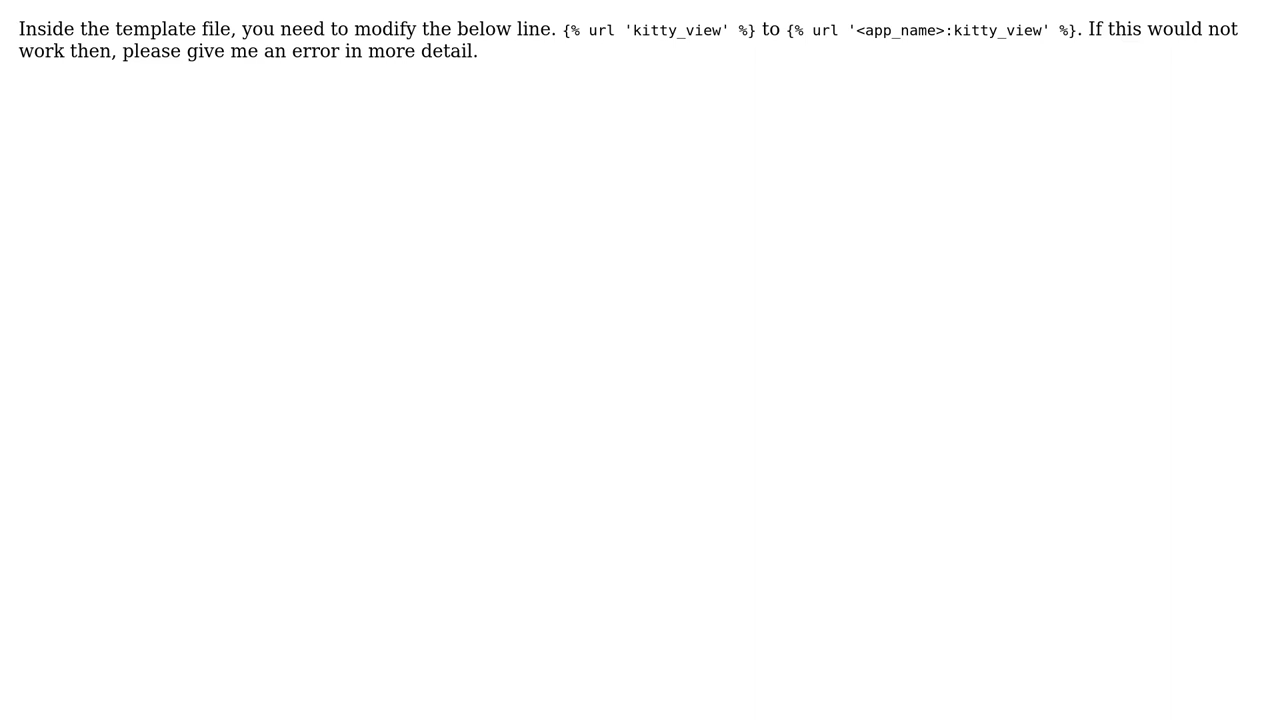 Inside the template file, you need to modify the below line. {% url 'kitty_view' %} to {% url '<app_name>:kitty_view' %}. If this would not
work then, please give me an error in more detail.